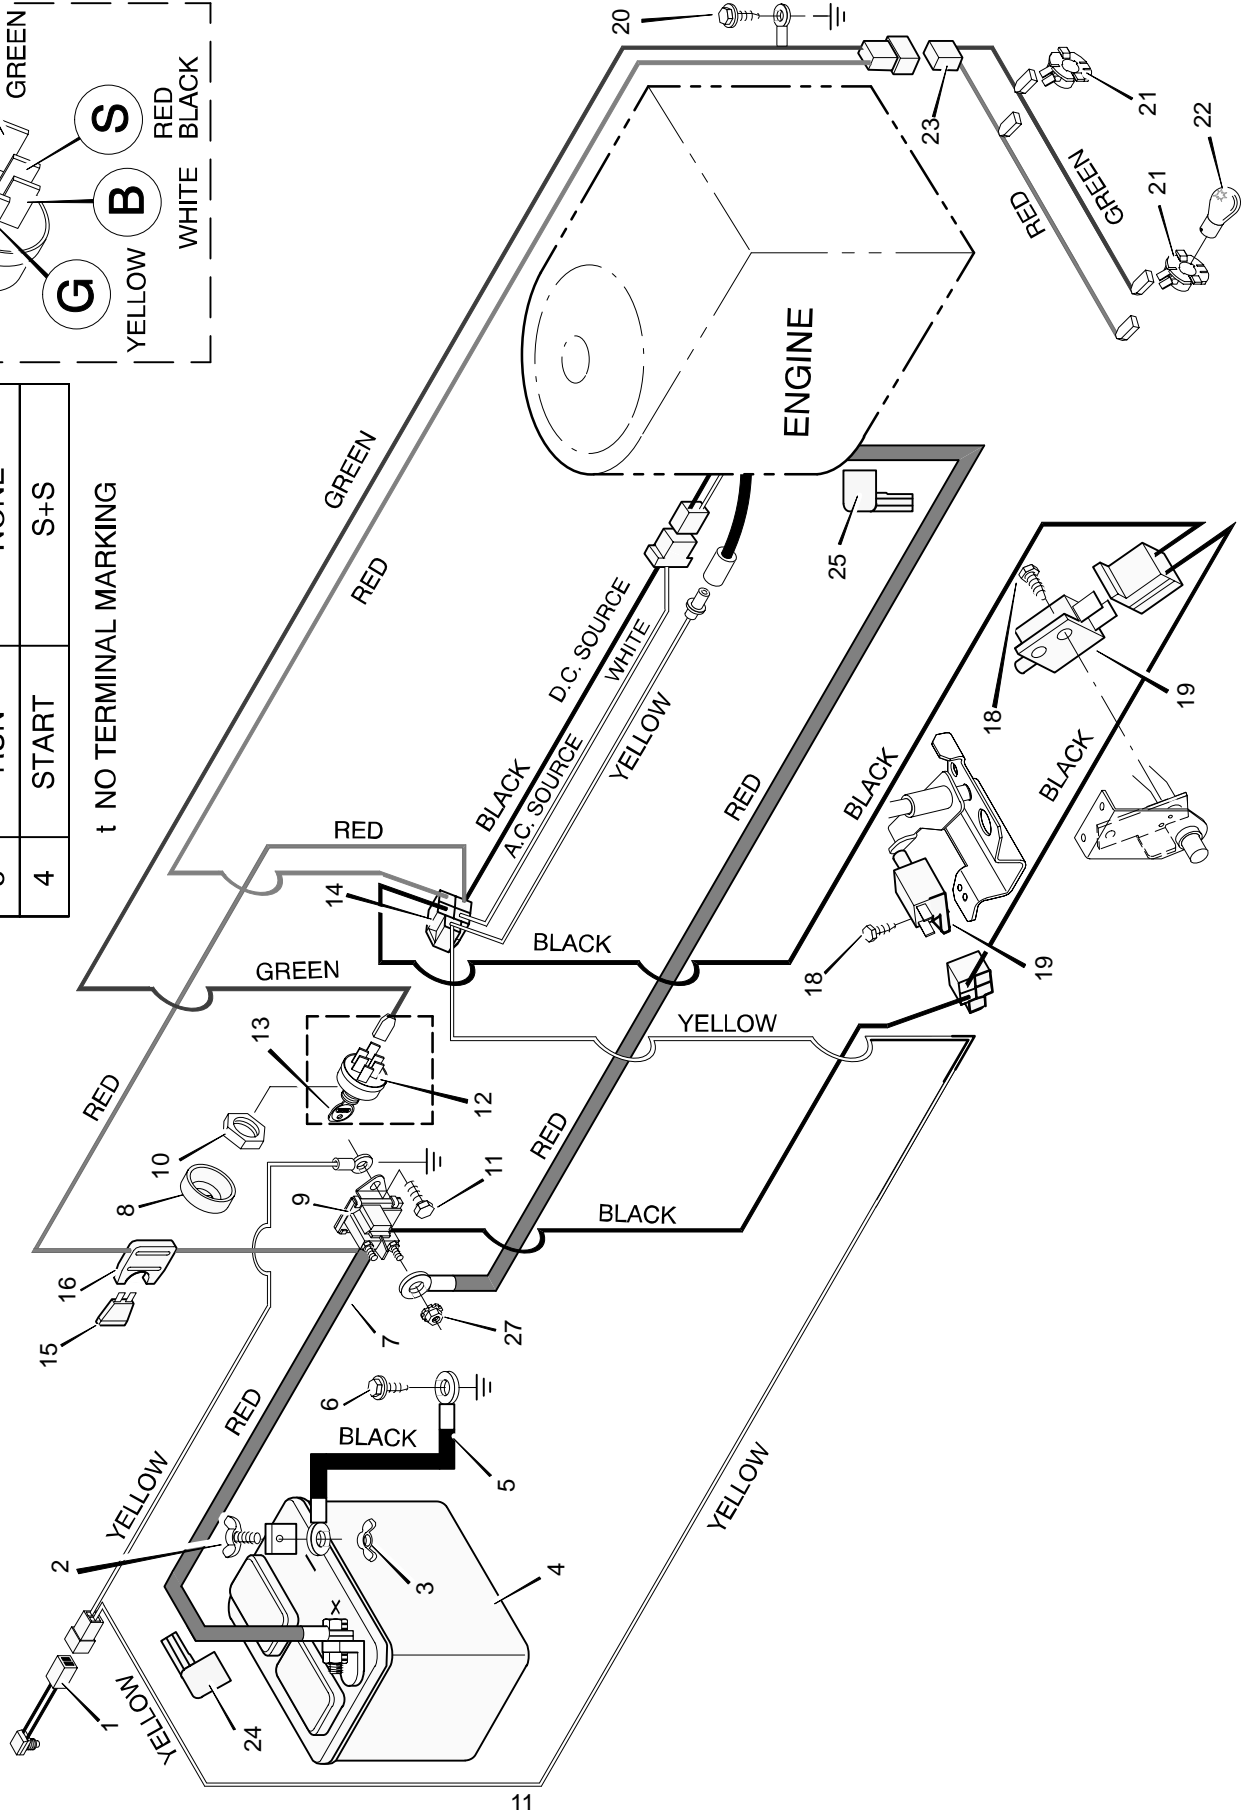 GREEN
S
RED
BLACK
B
WHITE
G
YELLOW
4 START S+S
t NO TERMINAL MARKING
20
21
22
23
21
GREEN
RED
ENGINE
25
GREEN
RED
D.C. SOURCE
WHITE
BLACK
A.C. SOURCE
YELLOW
RED
RED
14
BLACK
BLACK
18
19
BLACK
18
19
GREEN
YELLOW
RED
13
12
10
8
9
11
RED
BLACK
16
15
7
27
6
BLACK
5
RED
YELLOW
2
3
4
X
YELLOW
1
YELLOW
24
11